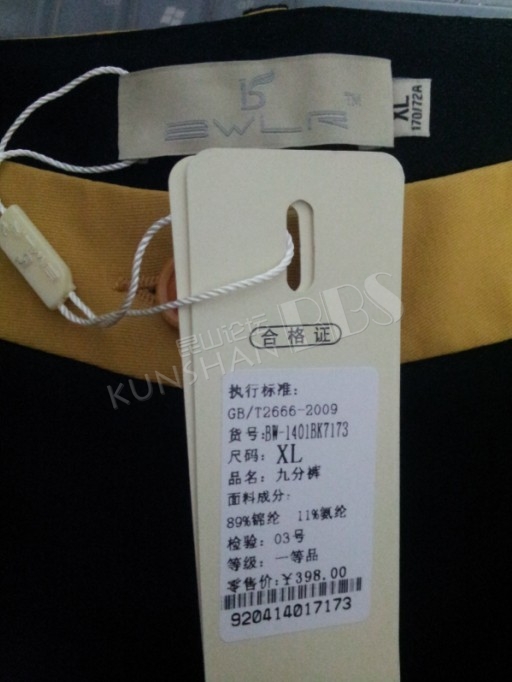 BWLR™
XL
170/72A
昆山论坛
KUNSHAN BBS
合格证
执行标准:
GB/T2666-2009
货号:BW-1401BK7173
尺码: XL
品名: 九分裤
面料成分:
89%锦纶 11%氨纶
检验: 03号
等级: 一等品
零售价:¥398.00
920414017173